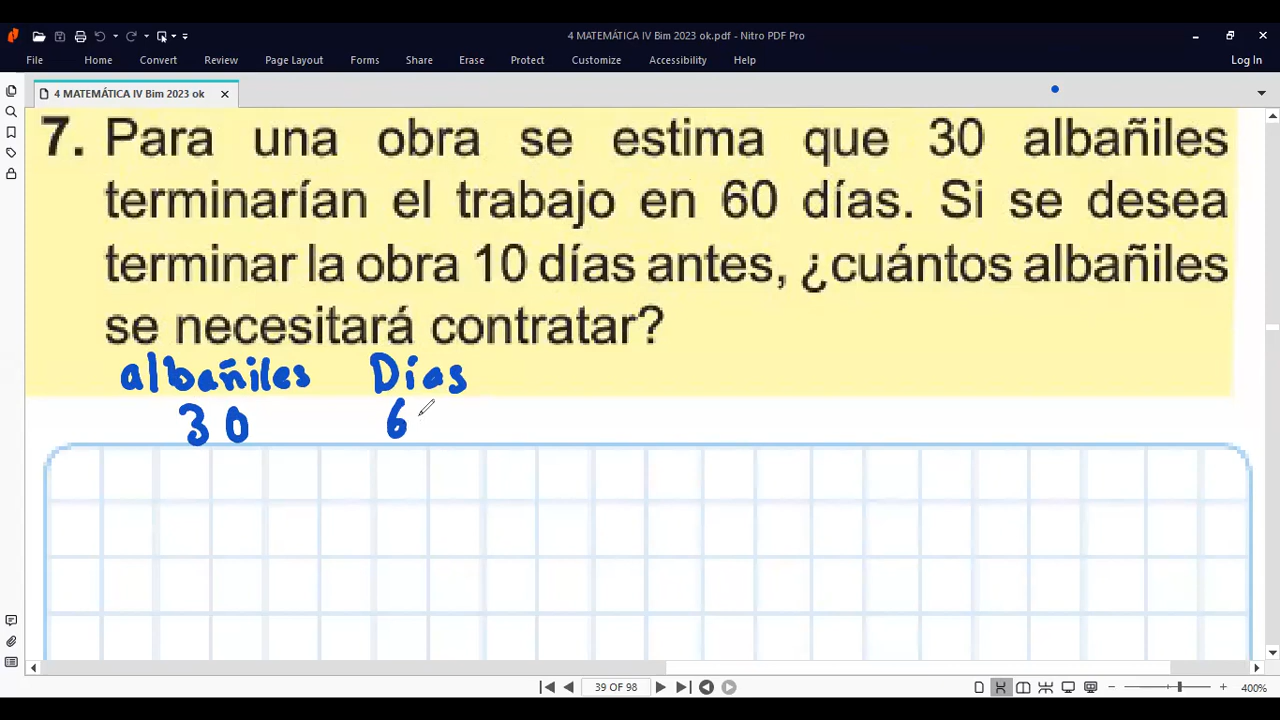 4 MATEMÁTICA IV Bim 2023 ok.pdf - Nitro PDF Pro
File Home Convert Review Page Layout Forms Share Erase Protect Customize Accessibility Help Log In
4 MATEMÁTICA IV Bim 2023 ok
7. Para una obra se estima que 30 albañiles
terminarían el trabajo en 60 días. Si se desea
terminar la obra 10 días antes, ¿cuántos albañiles
se necesitará contratar?
albañiles Días
30 6
39 OF 98
400%